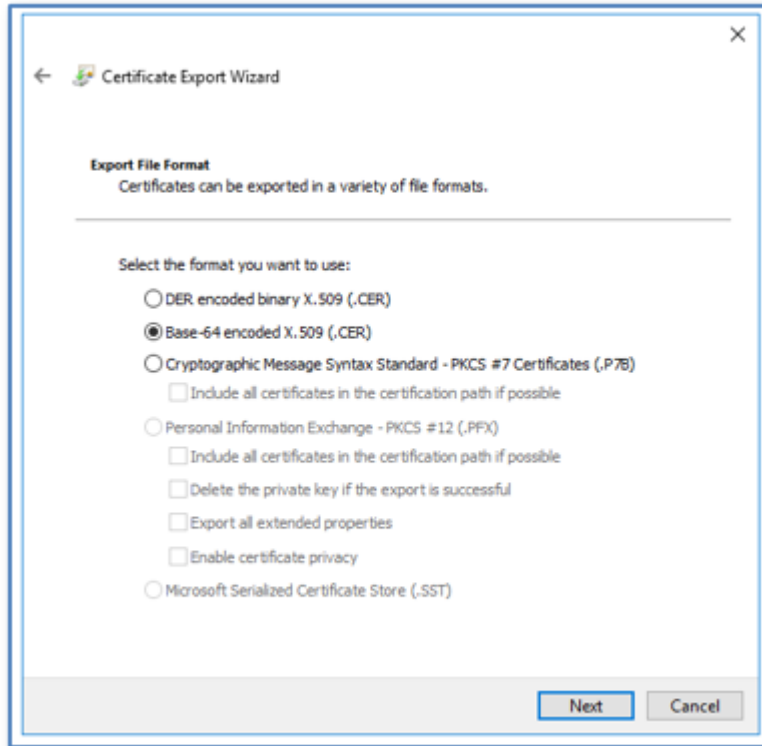 Certificate Export Wizard
Export File Format
Certificates can be exported in a variety of file formats.
Select the format you want to use:
DER encoded binary X.509 (.CER)
Base-64 encoded X.509 (.CER)
Cryptographic Message Syntax Standard - PKCS #7 Certificates (.P7B)
Include all certificates in the certification path if possible
Personal Information Exchange - PKCS #12 (.PFX)
Include all certificates in the certification path if possible
Delete the private key if the export is successful
Export all extended properties
Enable certificate privacy
Microsoft Serialized Certificate Store (.SST)
Next Cancel